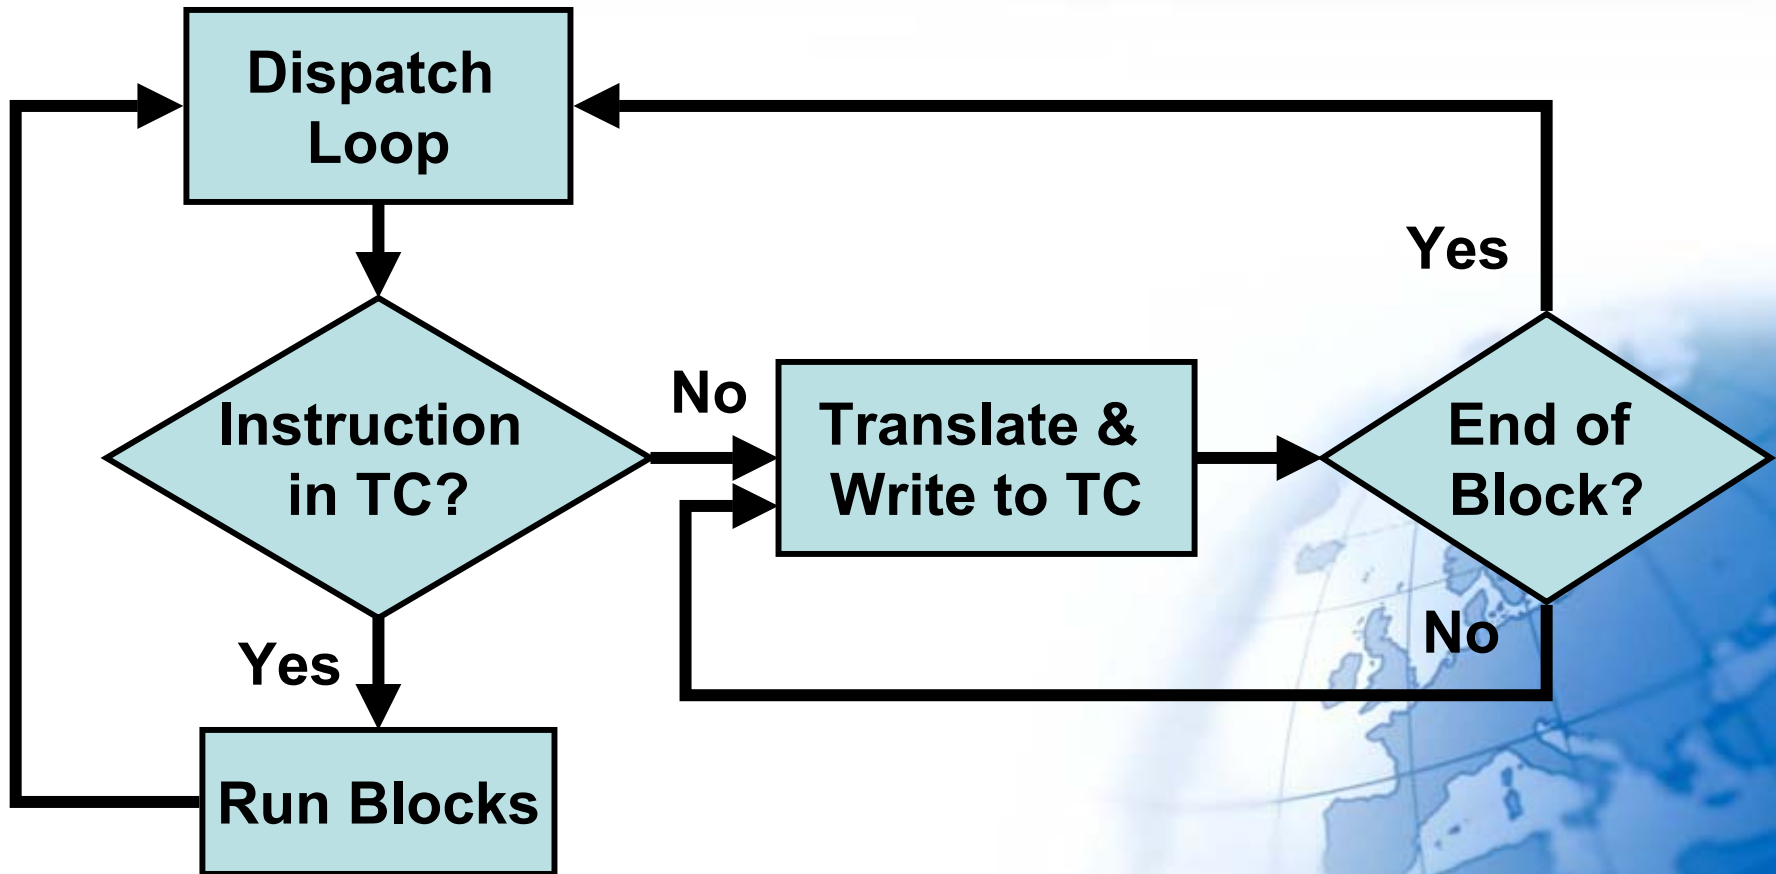 Dispatch
Loop
Yes
Instruction
in TC?
No
Translate &
Write to TC
End of
Block?
No
Yes
Run Blocks